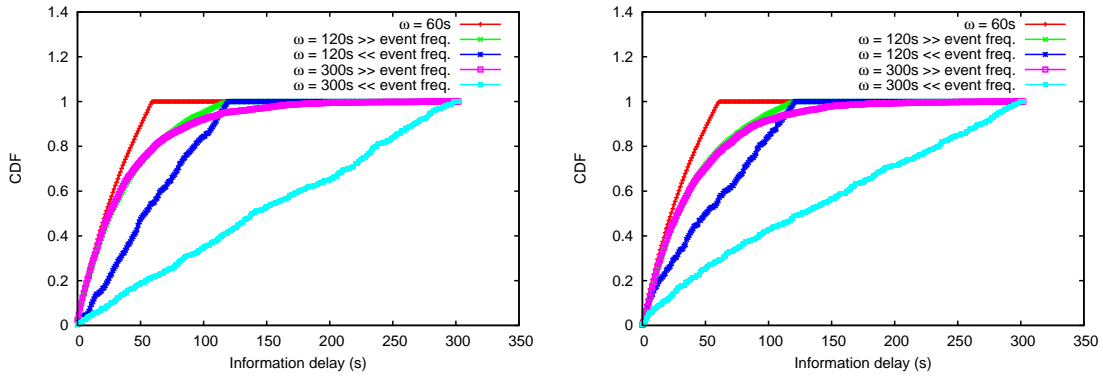 1.4
1.2
1
0.8
0.6
0.4
0.2
0
CDF
0 50 100 150 200 250 300 350
Information delay (s)
ω = 60s
ω = 120s >> event freq.
ω = 120s << event freq.
ω = 300s >> event freq.
ω = 300s << event freq.
1.4
1.2
1
0.8
0.6
0.4
0.2
0
CDF
0 50 100 150 200 250 300 350
Information delay (s)
ω = 60s
ω = 120s >> event freq.
ω = 120s << event freq.
ω = 300s >> event freq.
ω = 300s << event freq.